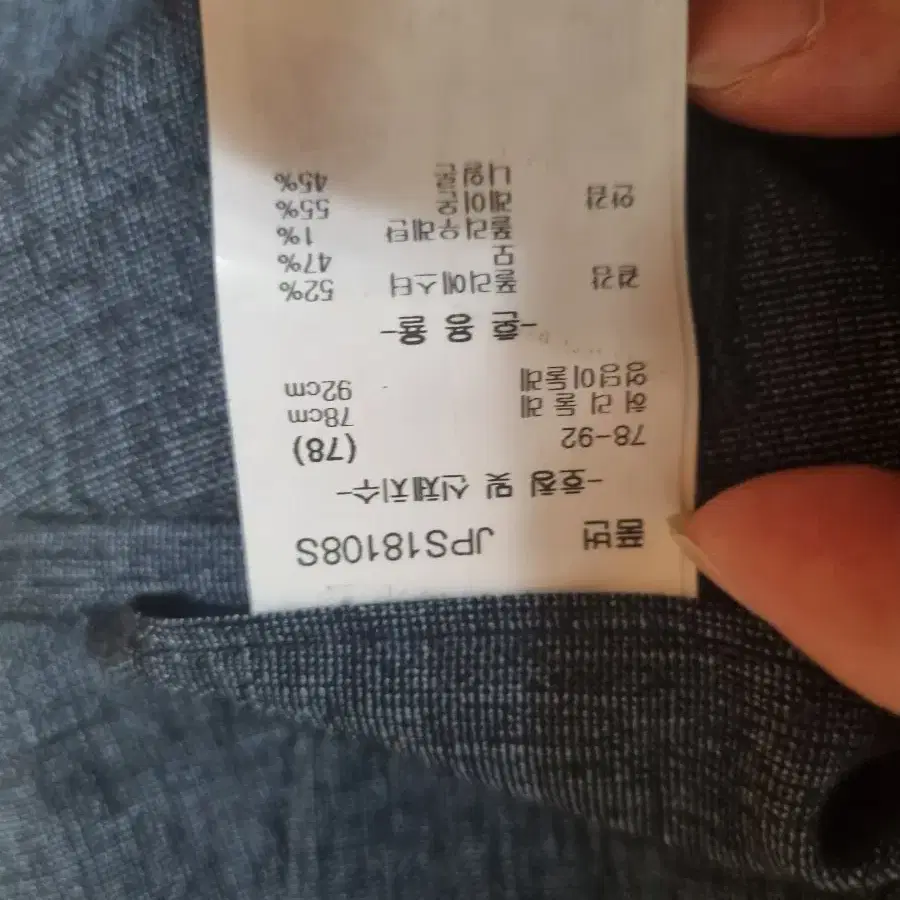 품번 JPS18108S
-호칭 및 신체치수-
78-92 (78)
허리둘레 78cm
엉덩이둘레 92cm
-혼용율-
겉감 폴리에스터 52%
모 47%
폴리우레탄 1%
안감 레이온 55%
나일론 45%